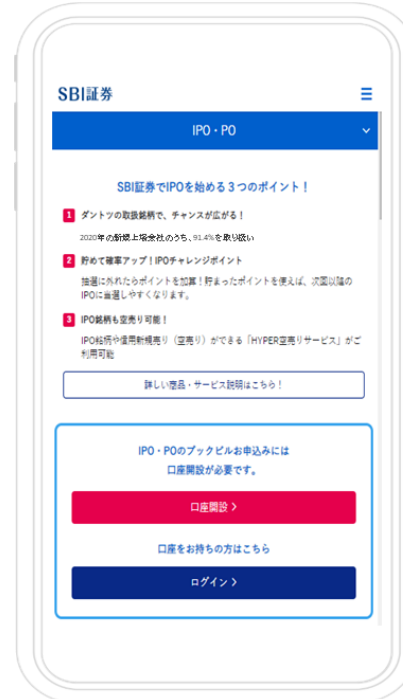 SBI証券
IPO・PO
SBI証券でIPOを始める3つのポイント!
1 ダントツの取扱銘柄で、チャンスが広がる!
2020年の新規上場会社のうち、91.4%を取り扱い
2 貯めて確率アップ!IPOチャレンジポイント
抽選に外れたらポイントを加算!貯まったポイントを使えば、次回以降の
IPOに当選しやすくなります。
3 IPO銘柄も空売り可能!
IPO銘柄や信用新規売り(空売り)ができる「HYPER空売りサービス」がご
利用可能
詳しい商品・サービス説明はこちら!
IPO・POのブックビルお申込みには
口座開設が必要です。
口座開設 >
口座をお持ちの方はこちら
ログイン >